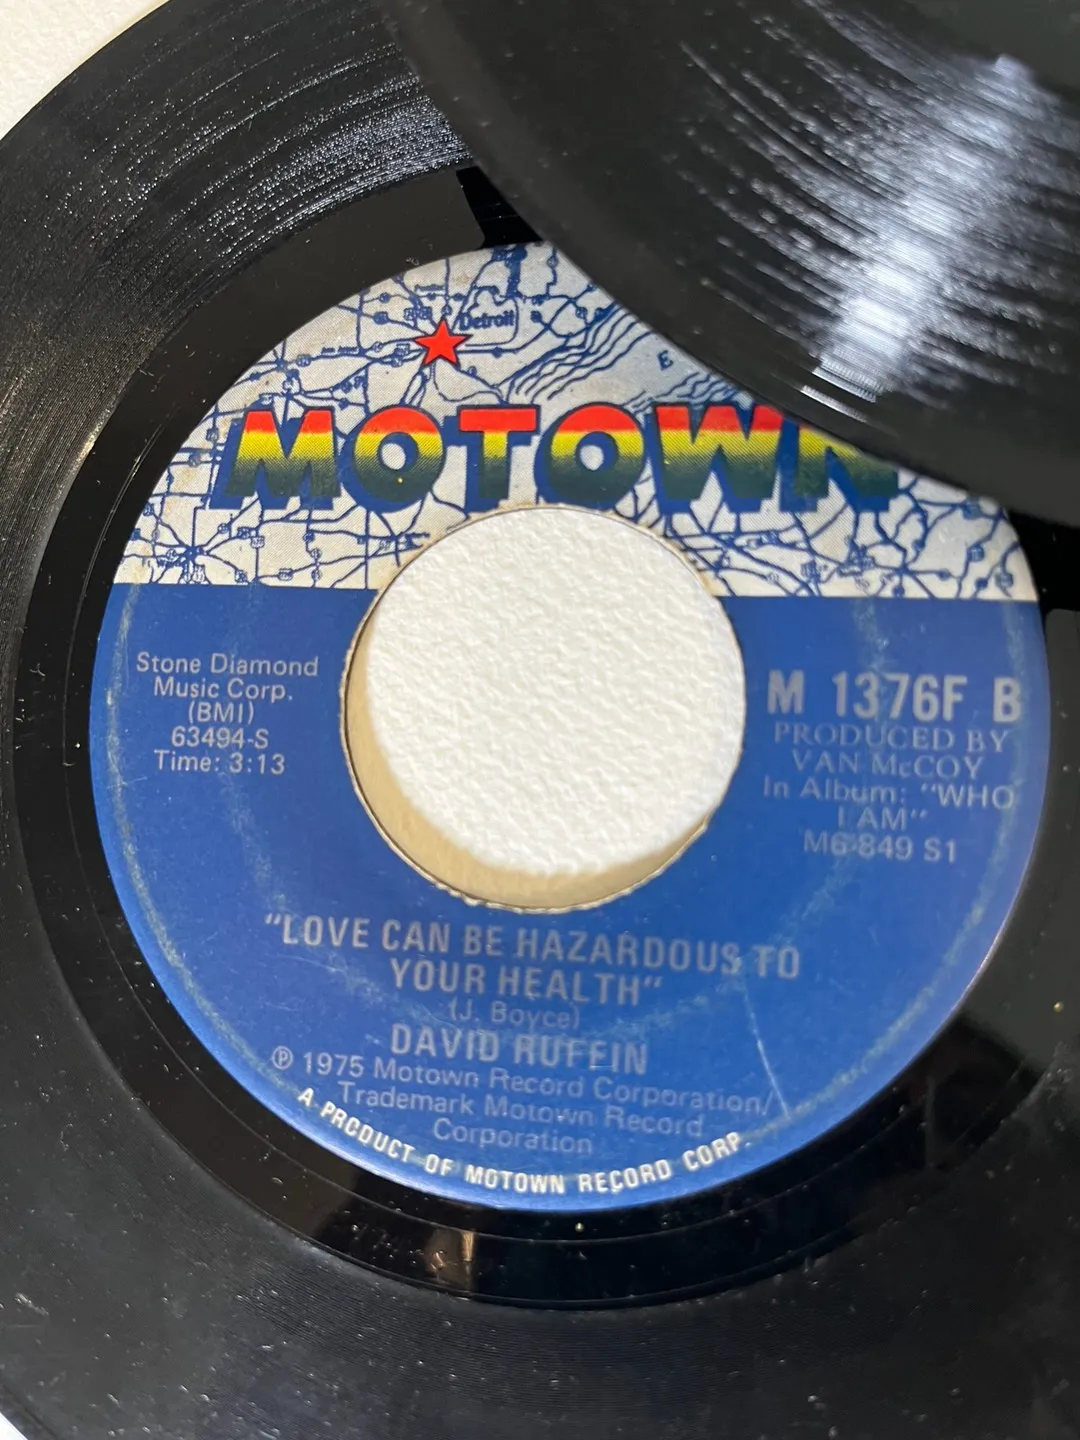 Detroit
E
MOTOWN
Stone Diamond
Music Corp.
(BMI)
63494-S
Time: 3:13
M 1376F B
PRODUCED BY
VAN McCOY
In Album: "WHO
I AM"
M6-849 S1
"LOVE CAN BE HAZARDOUS TO
YOUR HEALTH"
(J. Boyce)
DAVID RUFFIN
℗ 1975 Motown Record Corporation/
Trademark Motown Record
Corporation
A PRODUCT OF MOTOWN RECORD CORP.